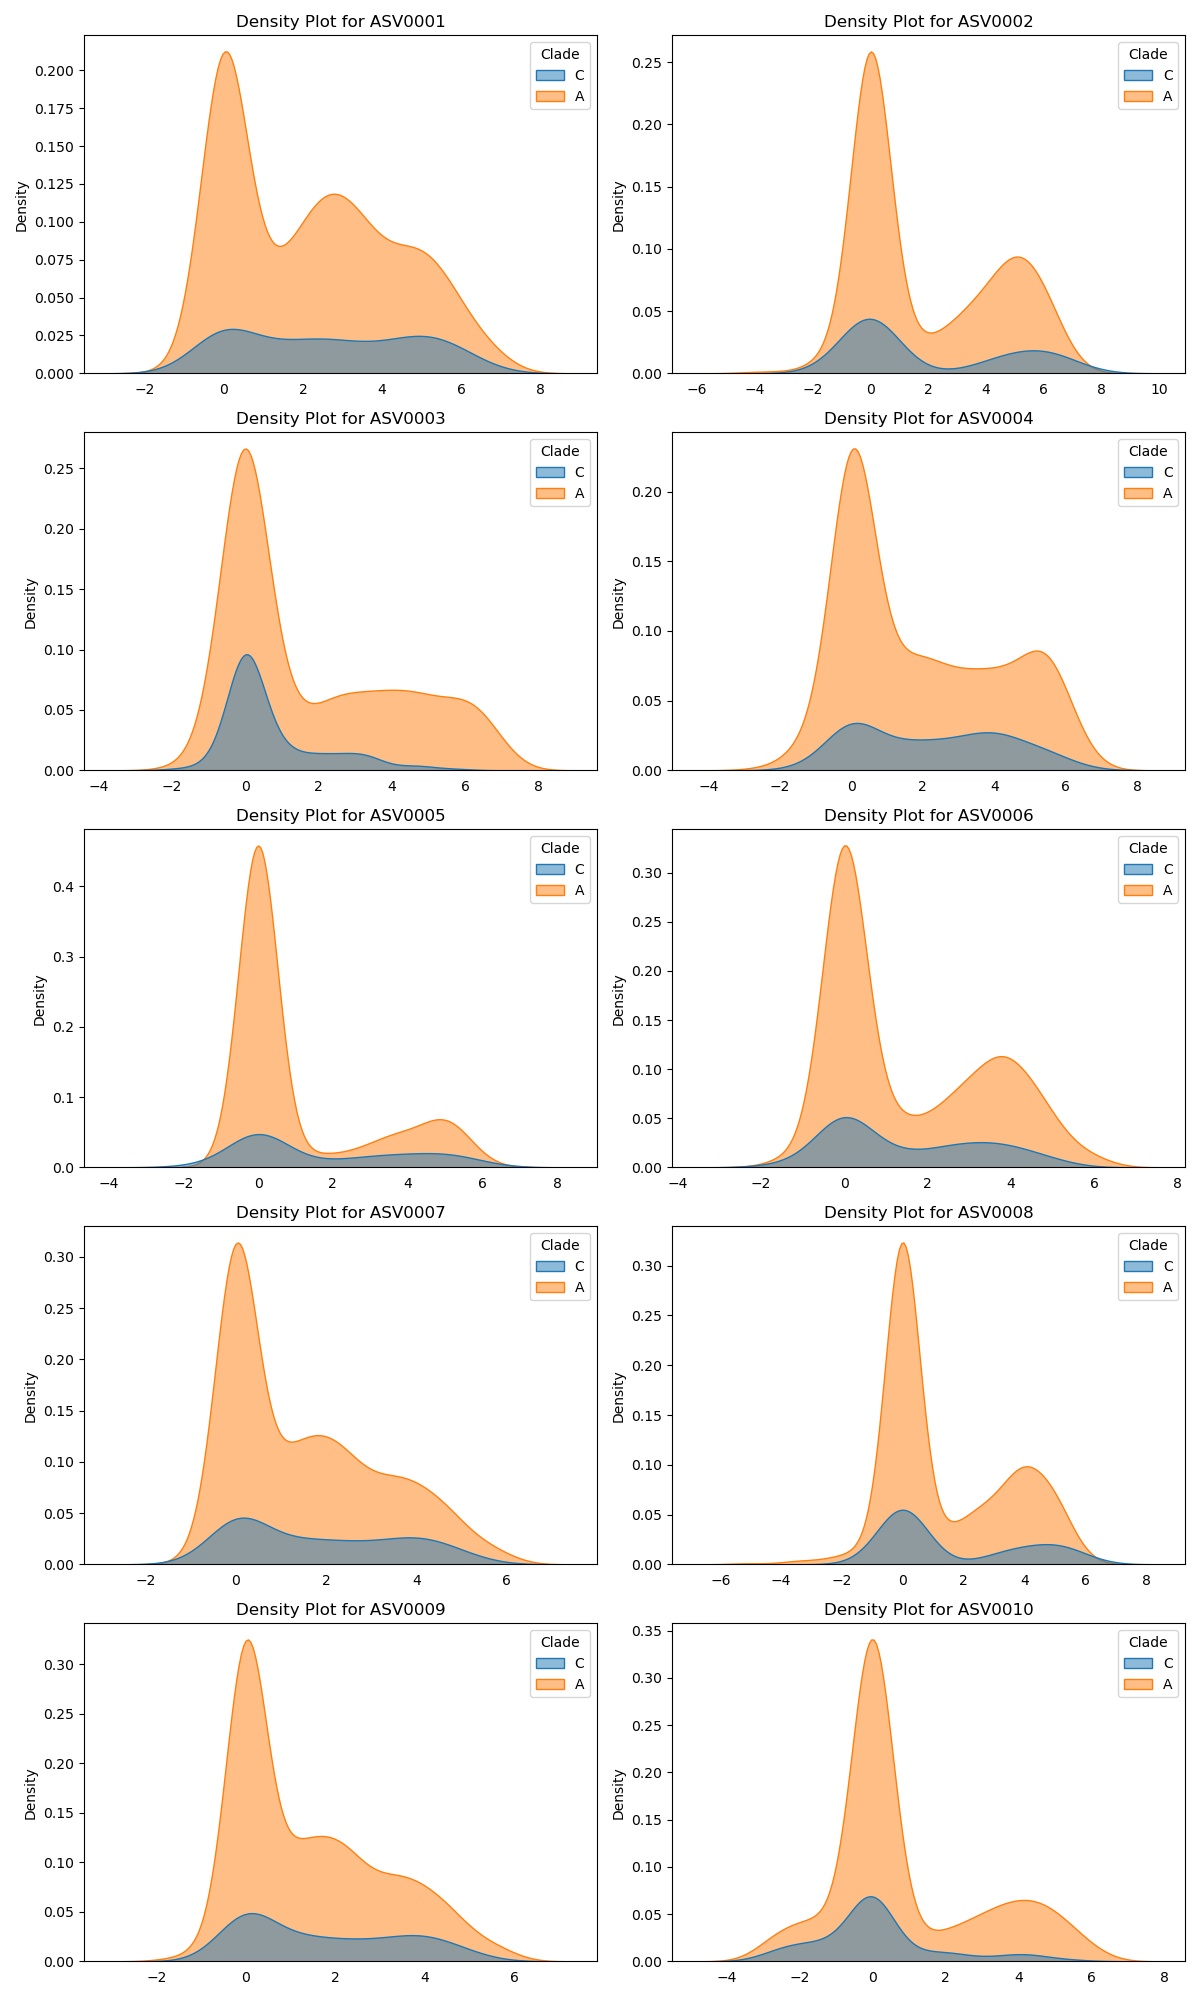 Density Plot for ASV0001
Density
0.200
0.175
0.150
0.125
0.100
0.075
0.050
0.025
0.000
−2 0 2 4 6 8
Clade
C
A
Density Plot for ASV0002
Density
0.25
0.20
0.15
0.10
0.05
0.00
−6 −4 −2 0 2 4 6 8 10
Clade
C
A
Density Plot for ASV0003
Density
0.25
0.20
0.15
0.10
0.05
0.00
−4 −2 0 2 4 6 8
Clade
C
A
Density Plot for ASV0004
Density
0.20
0.15
0.10
0.05
0.00
−4 −2 0 2 4 6 8
Clade
C
A
Density Plot for ASV0005
Density
0.4
0.3
0.2
0.1
0.0
−4 −2 0 2 4 6 8
Clade
C
A
Density Plot for ASV0006
Density
0.30
0.25
0.20
0.15
0.10
0.05
0.00
−4 −2 0 2 4 6 8
Clade
C
A
Density Plot for ASV0007
Density
0.30
0.25
0.20
0.15
0.10
0.05
0.00
−2 0 2 4 6
Clade
C
A
Density Plot for ASV0008
Density
0.30
0.25
0.20
0.15
0.10
0.05
0.00
−6 −4 −2 0 2 4 6 8
Clade
C
A
Density Plot for ASV0009
Density
0.30
0.25
0.20
0.15
0.10
0.05
0.00
−2 0 2 4 6
Clade
C
A
Density Plot for ASV0010
Density
0.35
0.30
0.25
0.20
0.15
0.10
0.05
0.00
−4 −2 0 2 4 6 8
Clade
C
A